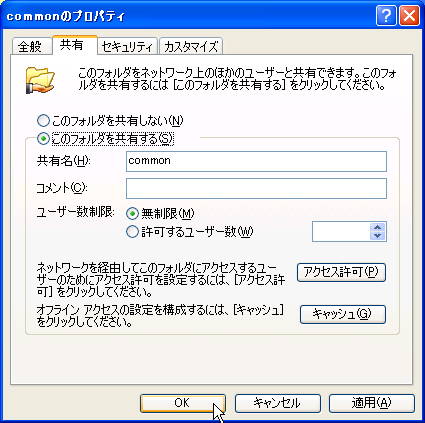 commonのプロパティ
全般 共有 セキュリティ カスタマイズ
このフォルダをネットワーク上のほかのユーザーと共有できます。このフォ
ルダを共有するには [このフォルダを共有する] をクリックしてください。
このフォルダを共有しない(N)
このフォルダを共有する(S)
共有名(H): common
コメント(C):
ユーザー数制限: 無制限(M)
許可するユーザー数(W)
ネットワークを経由してこのフォルダにアクセスするユー
ザーのためにアクセス許可を設定するには、[アクセス許
可] をクリックしてください。
アクセス許可(P)
オフライン アクセスの設定を構成するには、[キャッシュ]
をクリックしてください。
キャッシュ(G)
OK キャンセル 適用(A)